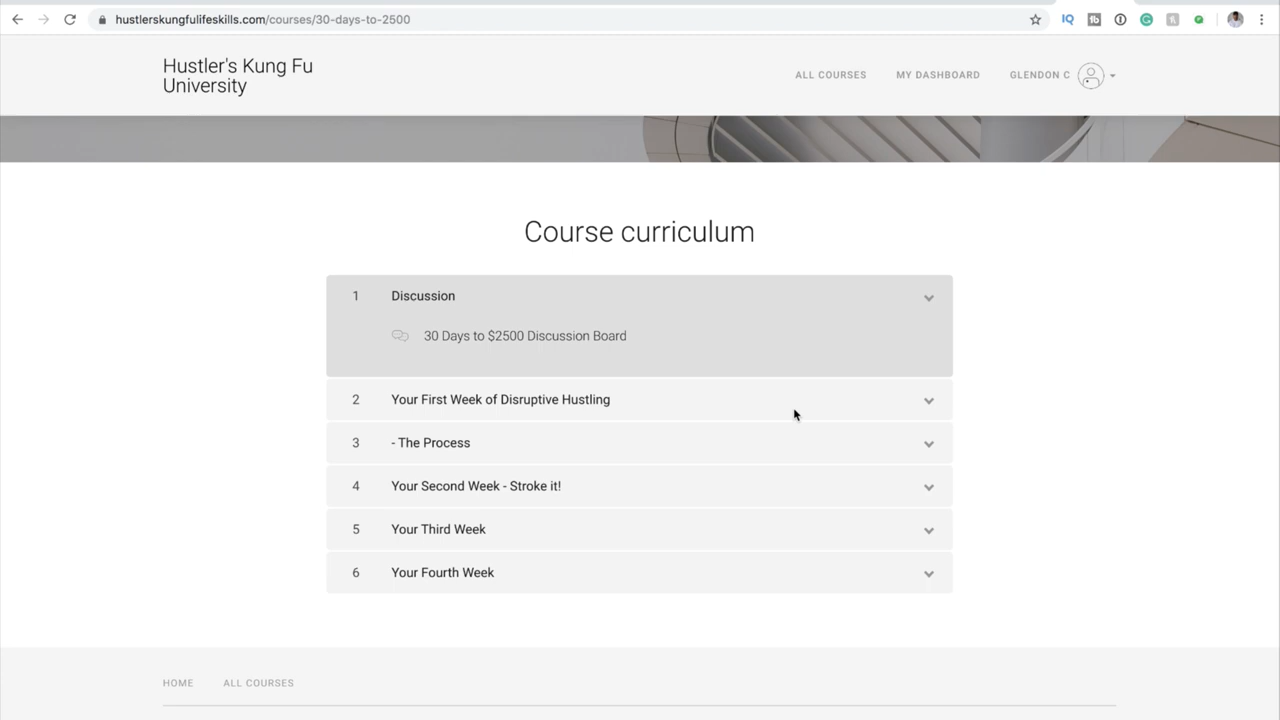 hustlerskungfulifeskills.com/courses/30-days-to-2500
IQ
Hustler's Kung Fu
University
ALL COURSES
MY DASHBOARD
GLENDON C
Course curriculum
1 Discussion
30 Days to $2500 Discussion Board
2 Your First Week of Disruptive Hustling
3 - The Process
4 Your Second Week - Stroke it!
5 Your Third Week
6 Your Fourth Week
HOME
ALL COURSES